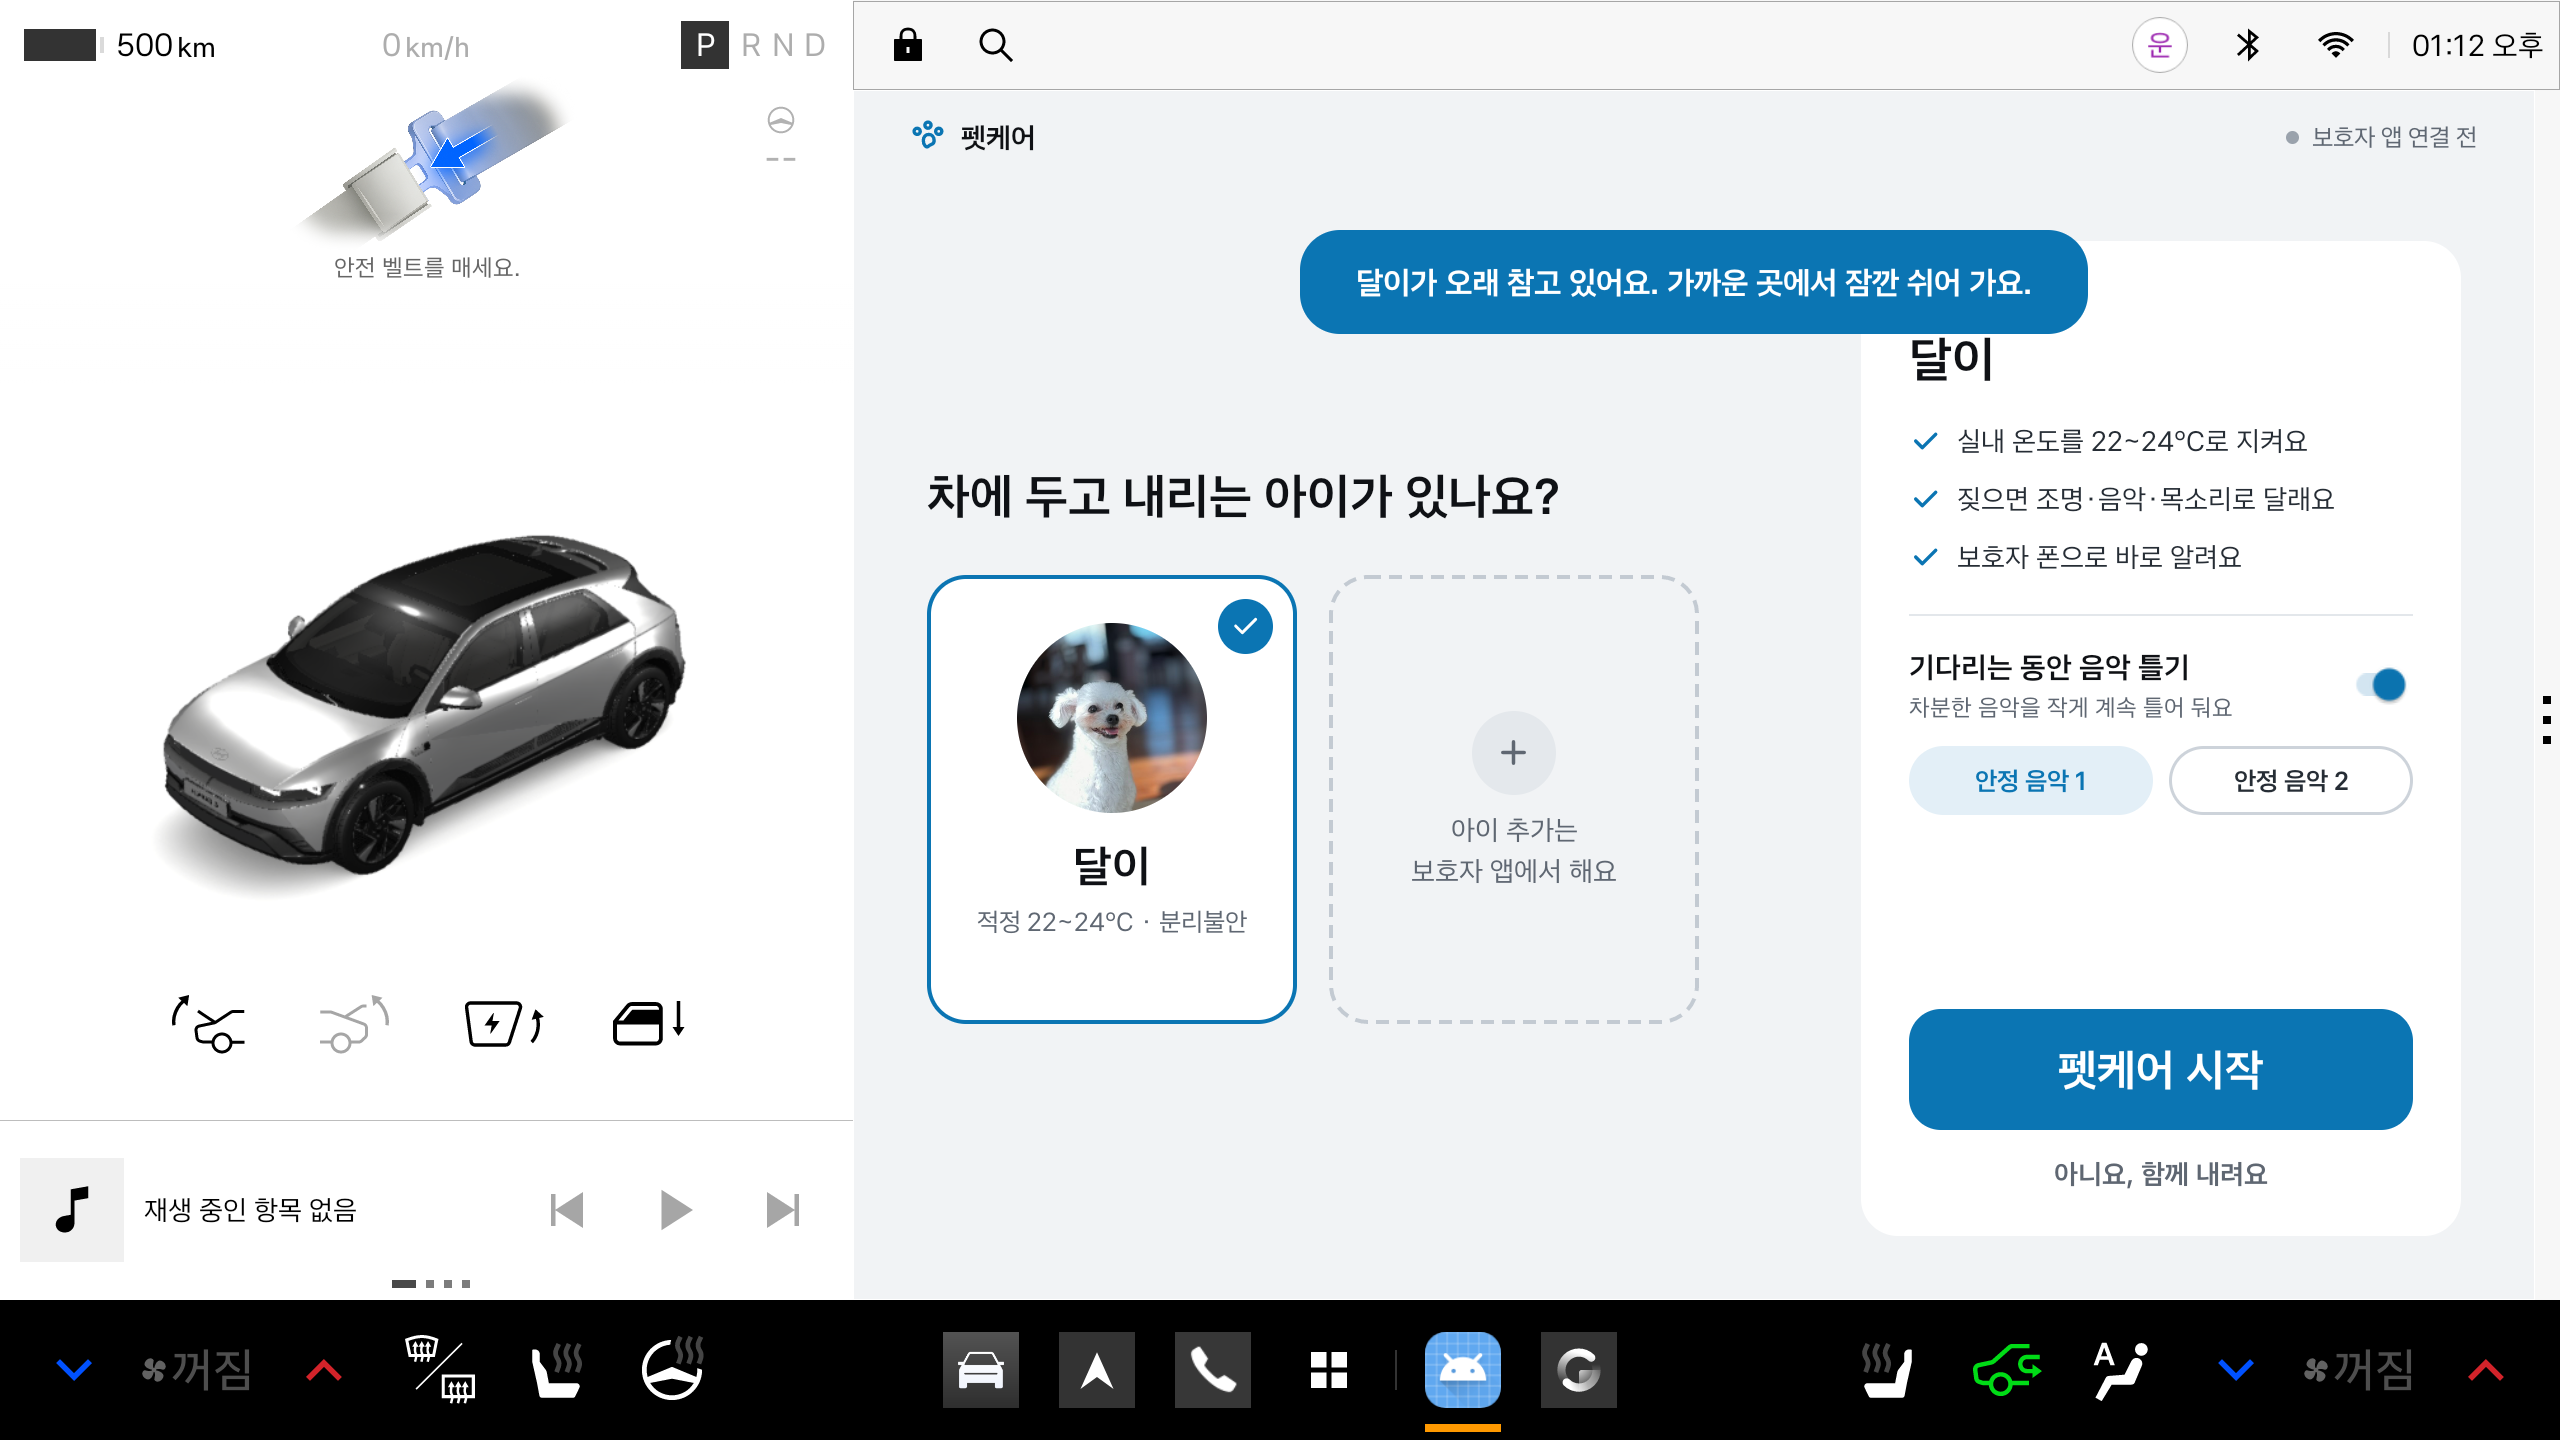 500 km
0 km/h
P R N D
운
01:12 오후
안전 벨트를 매세요.
펫케어
보호자 앱 연결 전
달이가 오래 참고 있어요. 가까운 곳에서 잠깐 쉬어 가요.
차에 두고 내리는 아이가 있나요?
달이
적정 22~24°C · 분리불안
아이 추가는
보호자 앱에서 해요
달이
실내 온도를 22~24°C로 지켜요
짖으면 조명·음악·목소리로 달래요
보호자 폰으로 바로 알려요
기다리는 동안 음악 틀기
차분한 음악을 작게 계속 틀어 둬요
안정 음악 1
안정 음악 2
펫케어 시작
아니요, 함께 내려요
재생 중인 항목 없음
꺼짐
A
꺼짐